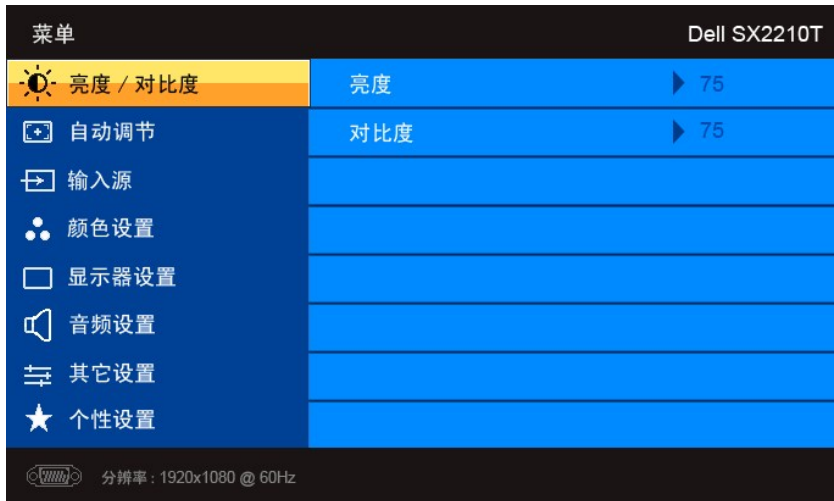 菜单 Dell SX2210T
亮度 / 对比度 亮度 75
自动调节 对比度 75
输入源
颜色设置
显示器设置
音频设置
其它设置
个性设置
分辨率 : 1920x1080 @ 60Hz